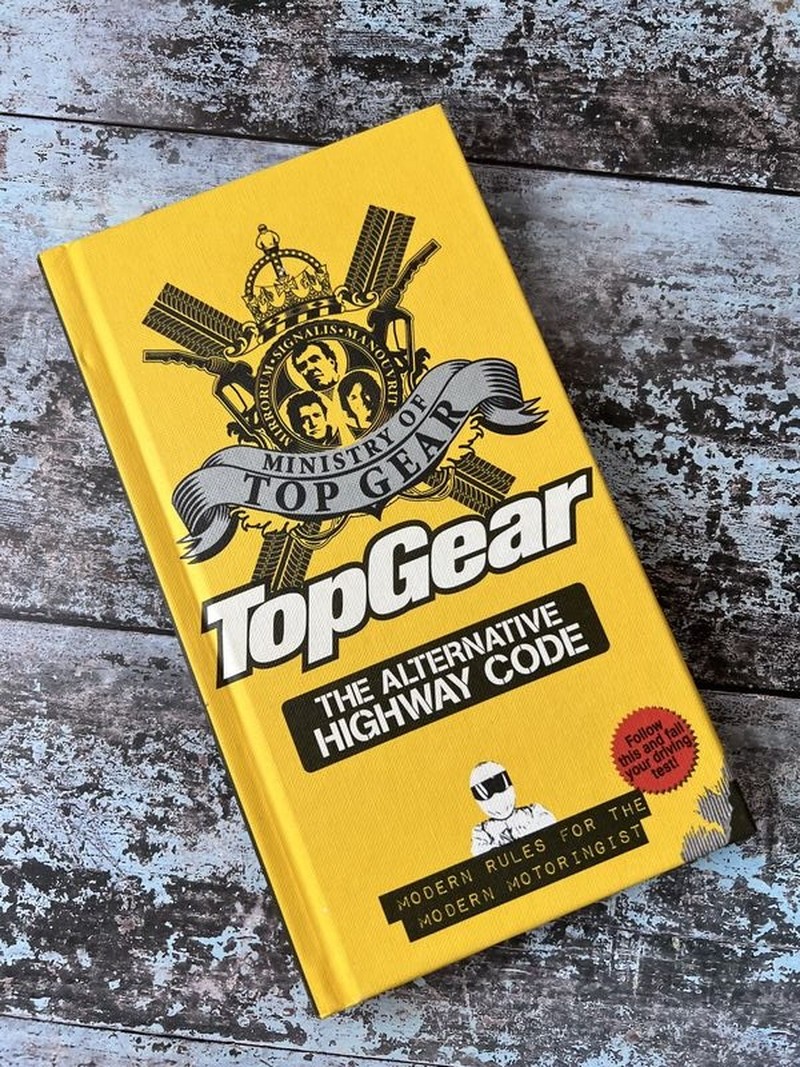 MIRRORUM • SIGNALIS • MANOUVRIT
MINISTRY OF
TOP GEAR
TopGear
THE ALTERNATIVE
HIGHWAY CODE
Follow
this and fail
your driving
test!
MODERN RULES FOR THE
MODERN MOTORINGIST